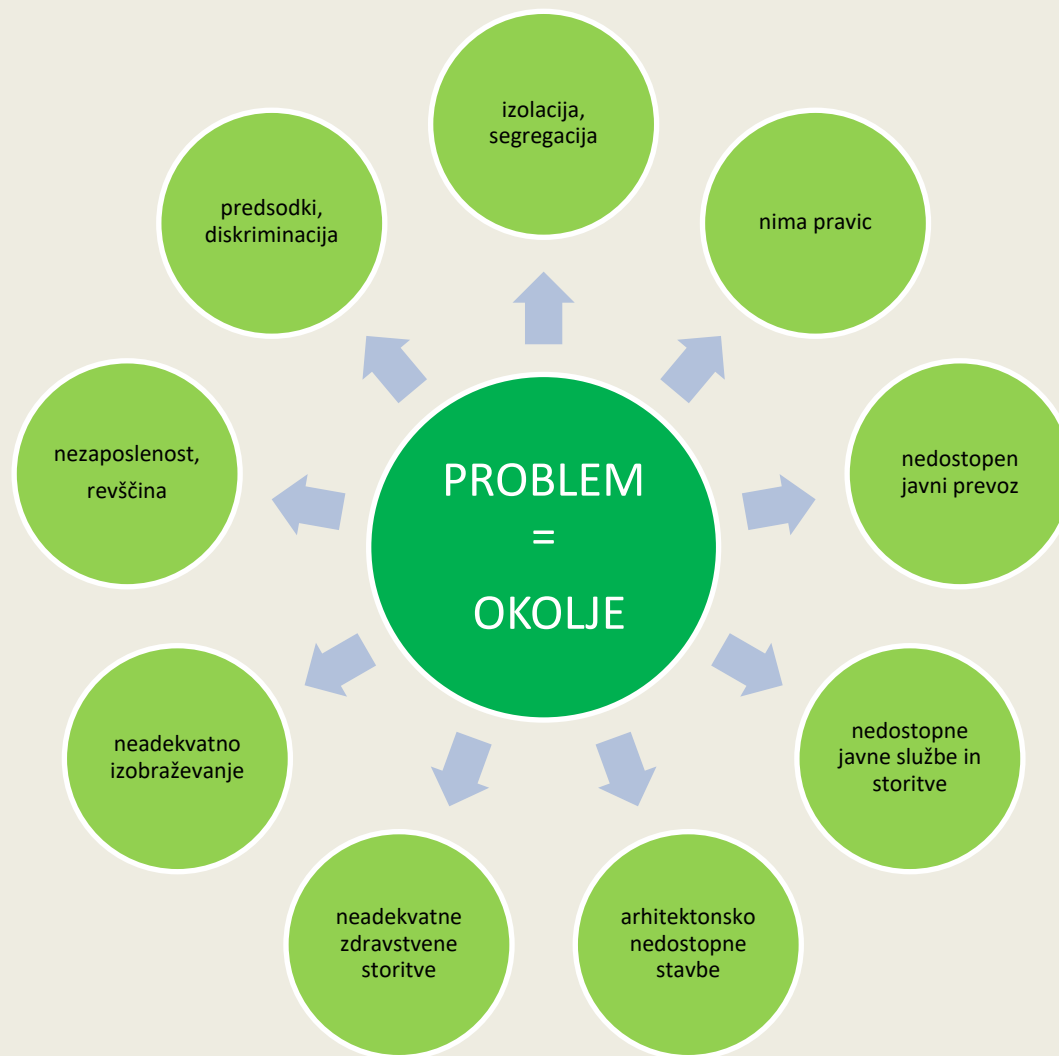 izolacija,
segregacija
nima pravic
nedostopen
javni prevoz
nedostopne
javne službe in
storitve
arhitektonsko
nedostopne
stavbe
neadekvatne
zdravstvene
storitve
neadekvatno
izobraževanje
nezaposlenost,
revščina
predsodki,
diskriminacija
PROBLEM
=
OKOLJE